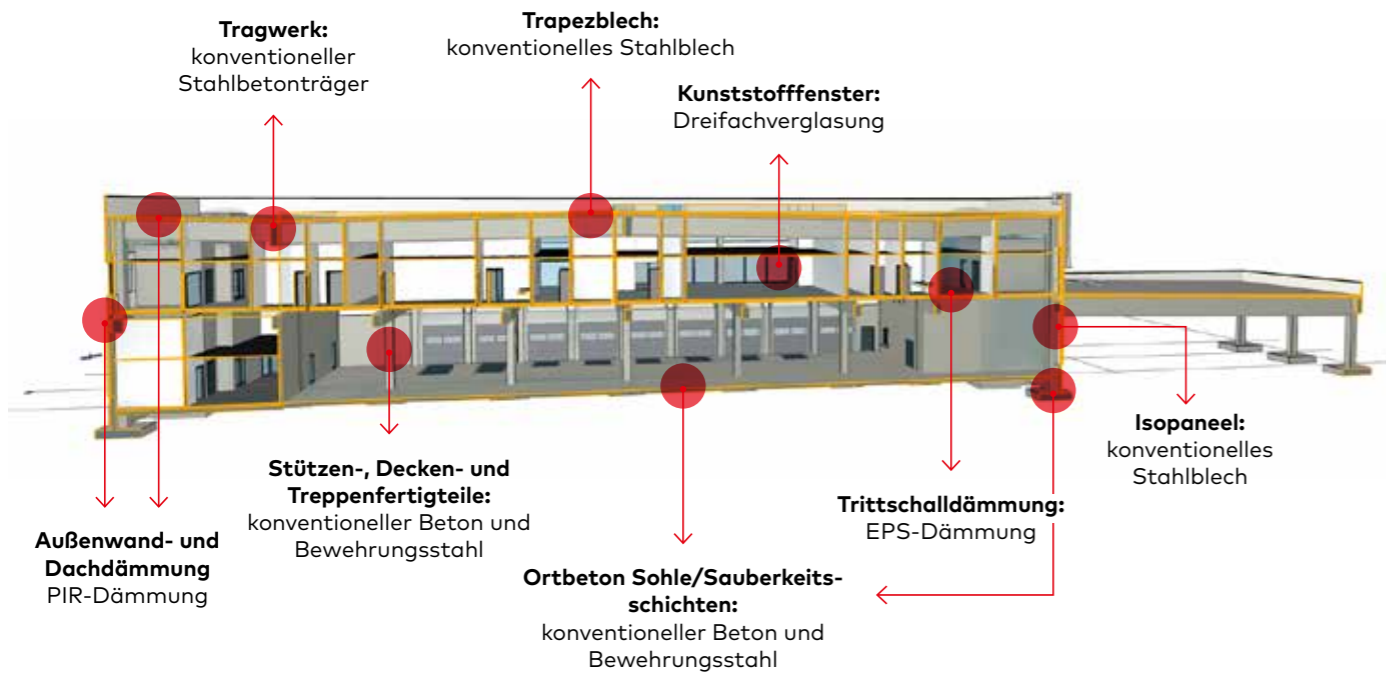 Tragwerk:
konventioneller
Stahlbetonträger
Trapezblech:
konventionelles Stahlblech
Kunststofffenster:
Dreifachverglasung
Isopaneel:
konventionelles
Stahlblech
Stützen-, Decken- und
Treppenfertigteile:
konventioneller Beton und
Bewehrungsstahl
Trittschalldämmung:
EPS-Dämmung
Außenwand- und
Dachdämmung
PIR-Dämmung
Ortbeton Sohle/Sauberkeits-
schichten:
konventioneller Beton und
Bewehrungsstahl